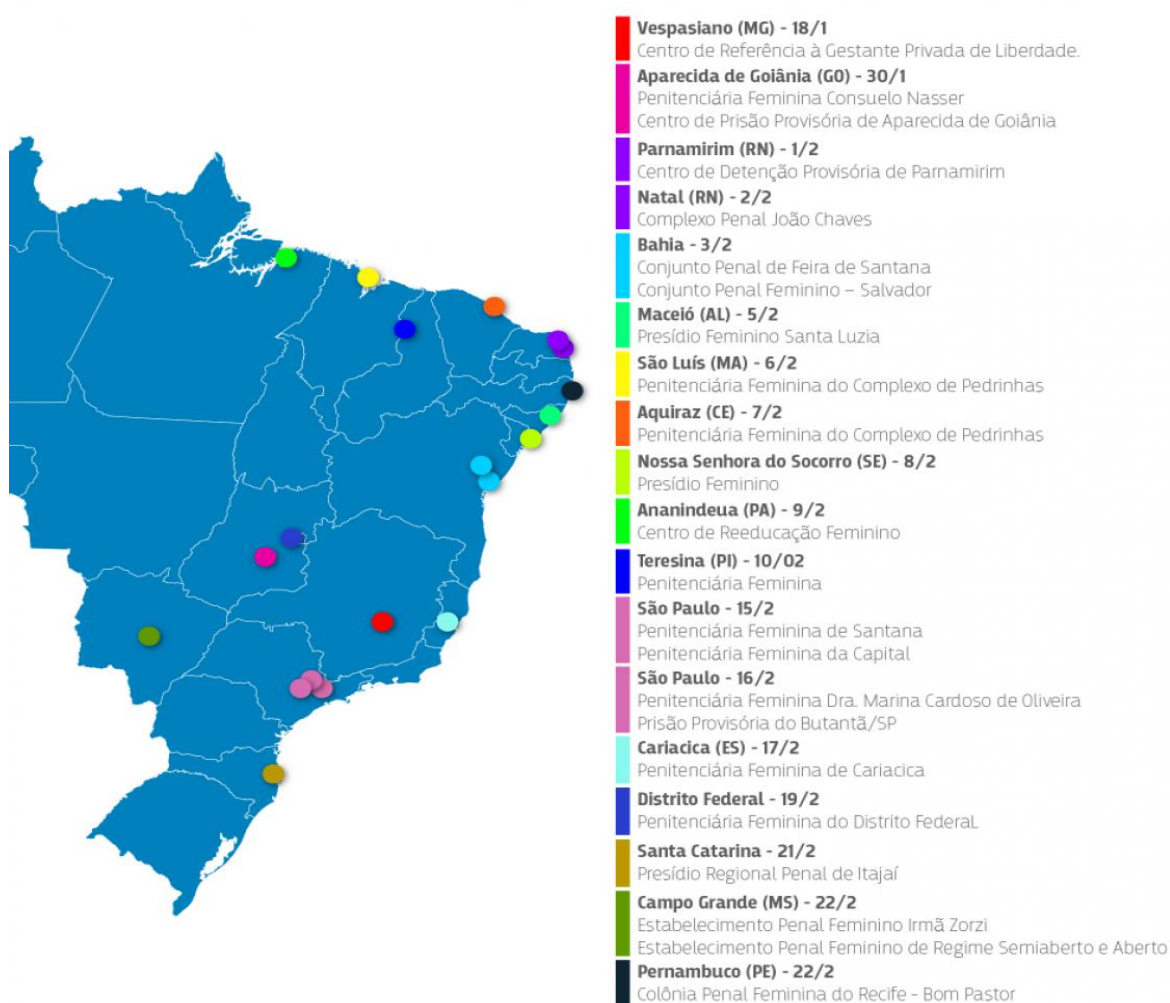 Vespasiano (MG) - 18/1
Centro de Referência à Gestante Privada de Liberdade.
Aparecida de Goiânia (GO) - 30/1
Penitenciária Feminina Consuelo Nasser
Centro de Prisão Provisória de Aparecida de Goiânia
Parnamirim (RN) - 1/2
Centro de Detenção Provisória de Parnamirim
Natal (RN) - 2/2
Complexo Penal João Chaves
Bahia - 3/2
Conjunto Penal de Feira de Santana
Conjunto Penal Feminino – Salvador
Maceió (AL) - 5/2
Presídio Feminino Santa Luzia
São Luís (MA) - 6/2
Penitenciária Feminina do Complexo de Pedrinhas
Aquiraz (CE) - 7/2
Penitenciária Feminina do Complexo de Pedrinhas
Nossa Senhora do Socorro (SE) - 8/2
Presídio Feminino
Ananindeua (PA) - 9/2
Centro de Reeducação Feminino
Teresina (PI) - 10/02
Penitenciária Feminina
São Paulo - 15/2
Penitenciária Feminina de Santana
Penitenciária Feminina da Capital
São Paulo - 16/2
Penitenciária Feminina Dra. Marina Cardoso de Oliveira
Prisão Provisória do Butantã/SP
Cariacica (ES) - 17/2
Penitenciária Feminina de Cariacica
Distrito Federal - 19/2
Penitenciária Feminina do Distrito FederaL
Santa Catarina - 21/2
Presídio Regional Penal de Itajaí
Campo Grande (MS) - 22/2
Estabelecimento Penal Feminino Irmã Zorzi
Estabelecimento Penal Feminino de Regime Semiaberto e Aberto
Pernambuco (PE) - 22/2
Colônia Penal Feminina do Recife - Bom Pastor